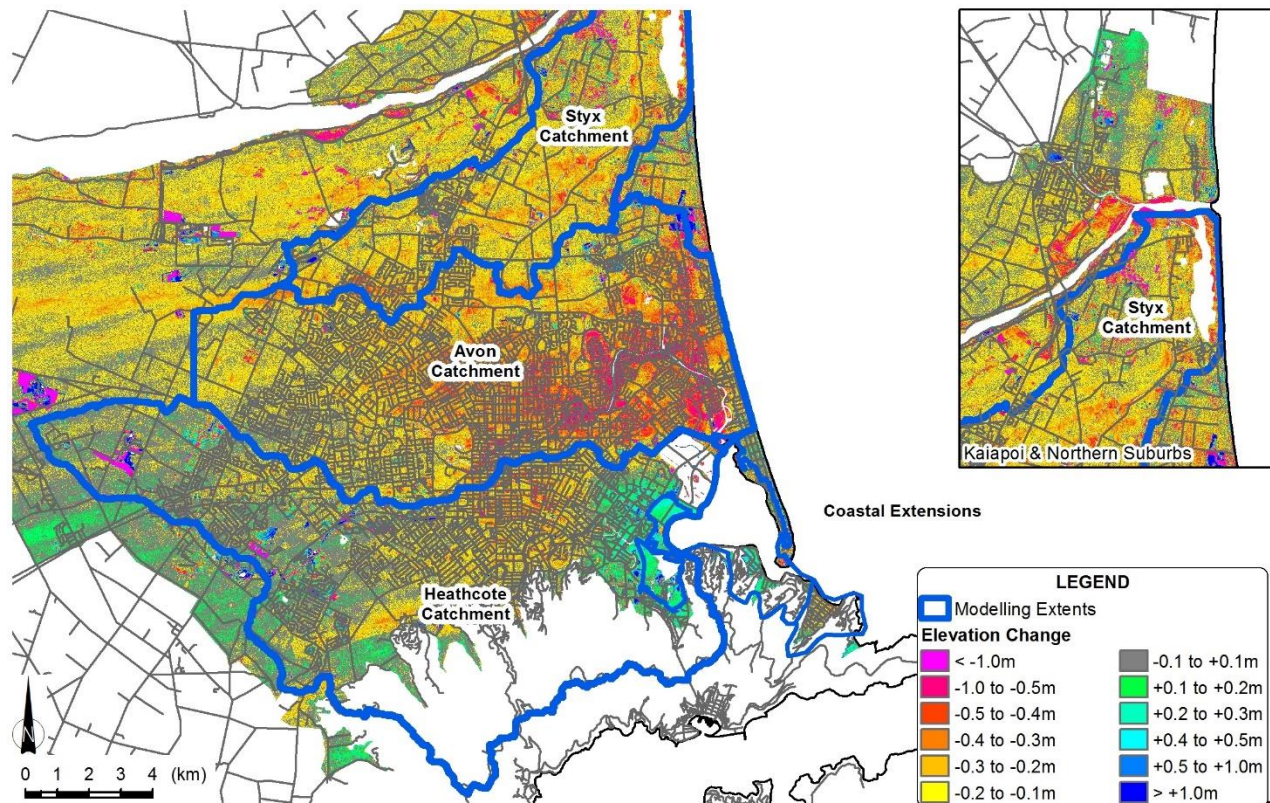 Styx
Catchment
Avon
Catchment
Heathcote
Catchment
Coastal Extensions
Styx
Catchment
Kaiapoi & Northern Suburbs
N
0 1 2 3 4 (km)
LEGEND
Modelling Extents
Elevation Change
< -1.0m
-1.0 to -0.5m
-0.5 to -0.4m
-0.4 to -0.3m
-0.3 to -0.2m
-0.2 to -0.1m
-0.1 to +0.1m
+0.1 to +0.2m
+0.2 to +0.3m
+0.4 to +0.5m
+0.5 to +1.0m
> +1.0m